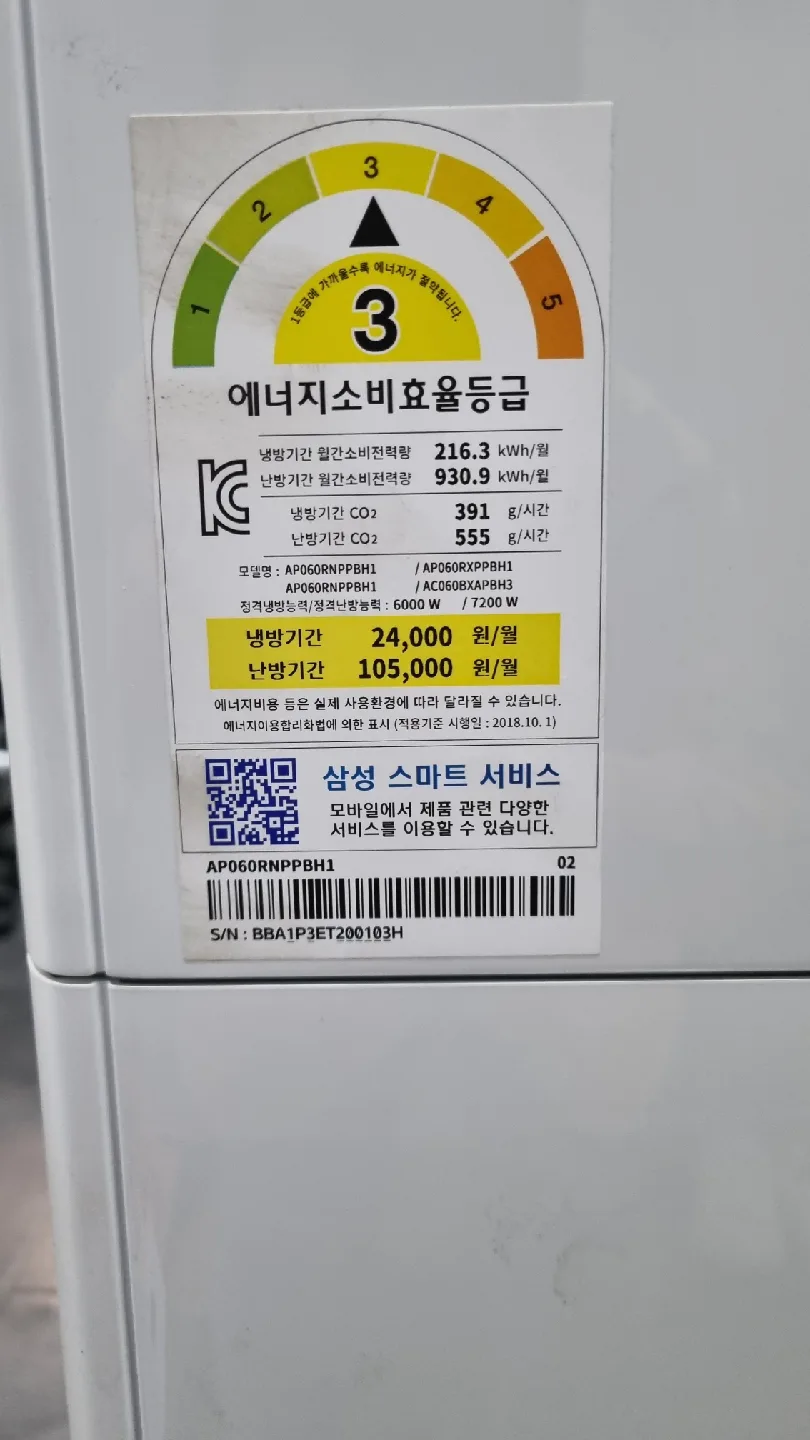 1 2 3 4 5
1등급에 가까울수록 에너지가 절약됩니다.
3
에너지소비효율등급
냉방기간 월간소비전력량 216.3 kWh/월
난방기간 월간소비전력량 930.9 kWh/월
냉방기간 CO2 391 g/시간
난방기간 CO2 555 g/시간
모델명 : AP060RNPPBH1 / AP060RXPPBH1
AP060RNPPBH1 / AC060BXAPBH3
정격냉방능력/정격난방능력 : 6000 W / 7200 W
냉방기간 24,000 원/월
난방기간 105,000 원/월
에너지비용 등은 실제 사용환경에 따라 달라질 수 있습니다.
에너지이용합리화법에 의한 표시 (적용기준 시행일 : 2018.10. 1)
삼성 스마트 서비스
모바일에서 제품 관련 다양한
서비스를 이용할 수 있습니다.
AP060RNPPBH1 02
S/N : BBA1P3ET200103H